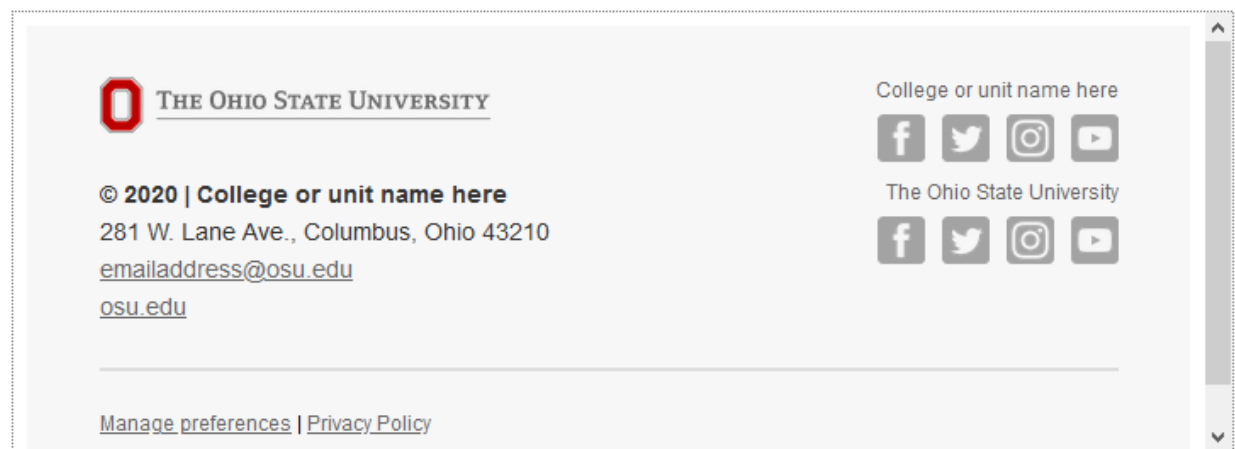 THE OHIO STATE UNIVERSITY
© 2020 | College or unit name here
281 W. Lane Ave., Columbus, Ohio 43210
emailaddress@osu.edu
osu.edu
College or unit name here
The Ohio State University
Manage preferences | Privacy Policy